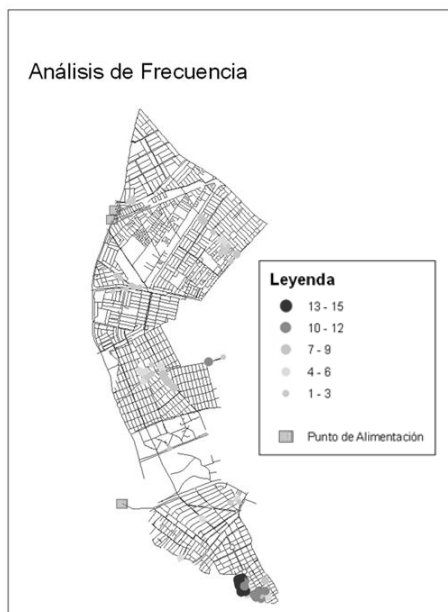 Análisis de Frecuencia
Leyenda
13 - 15
10 - 12
7 - 9
4 - 6
1 - 3
Punto de Alimentación